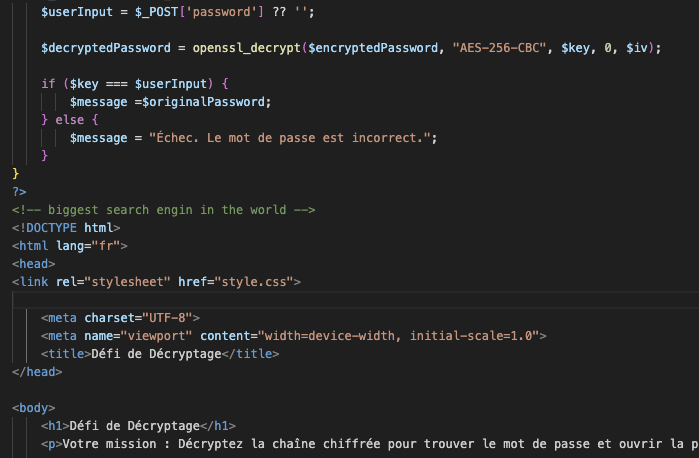 $userInput = $_POST['password'] ?? '';
$decryptedPassword = openssl_decrypt($encryptedPassword, "AES-256-CBC", $key, 0, $iv);
if ($key === $userInput) {
$message =$originalPassword;
} else {
$message = "Échec. Le mot de passe est incorrect.";
}
}
?>
<!-- biggest search engin in the world -->
<!DOCTYPE html>
<html lang="fr">
<head>
<link rel="stylesheet" href="style.css">
<meta charset="UTF-8">
<meta name="viewport" content="width=device-width, initial-scale=1.0">
<title>Défi de Décryptage</title>
</head>
<body>
<h1>Défi de Décryptage</h1>
<p>Votre mission : Décryptez la chaîne chiffrée pour trouver le mot de passe et ouvrir la p